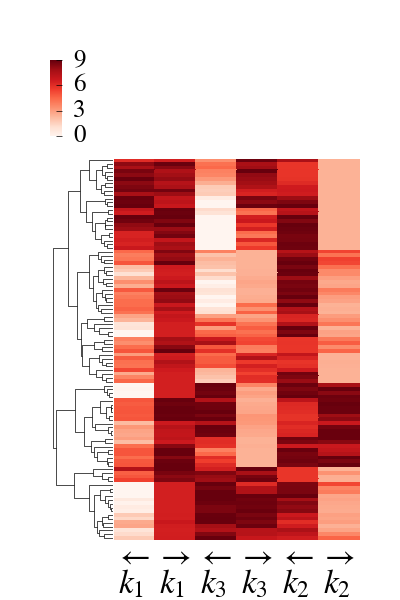 9
6
3
0
← → ← → ← →
k₁ k₁ k₃ k₃ k₂ k₂